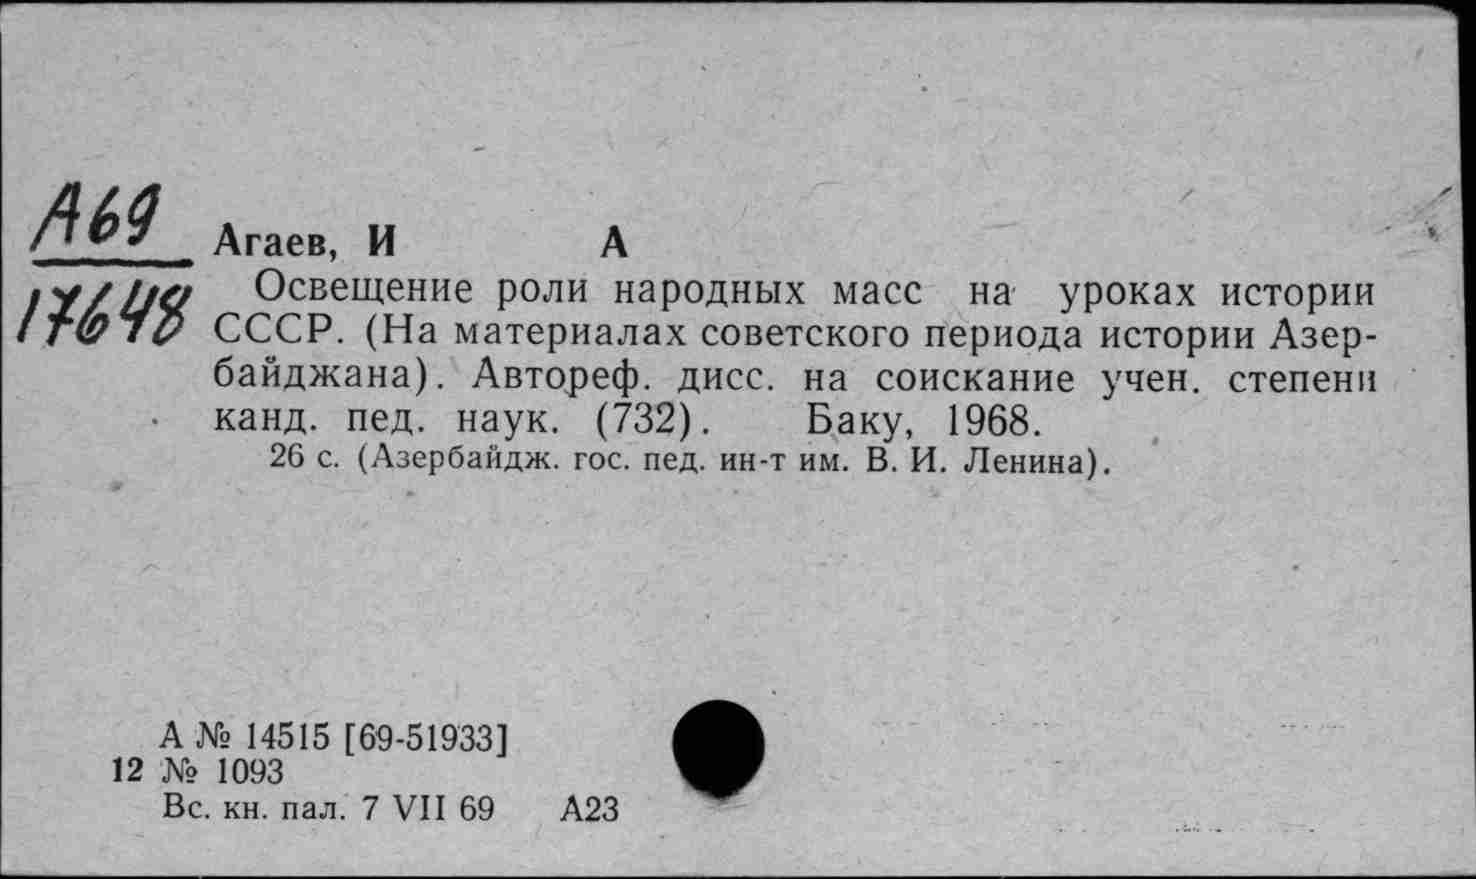 А69
17648
Агаев, И А
Освещение роли народных масс на уроках истории
СССР. (На материалах советского периода истории Азер-
байджана). Автореф. дисс. на соискание учен. степени
канд. пед. наук. (732). Баку, 1968.
26 с. (Азербайдж. гос. пед. ин-т им. В. И. Ленина).
А № 14515 [69-51933]
12 № 1093
Вс. кн. пал. 7 VII 69 А23